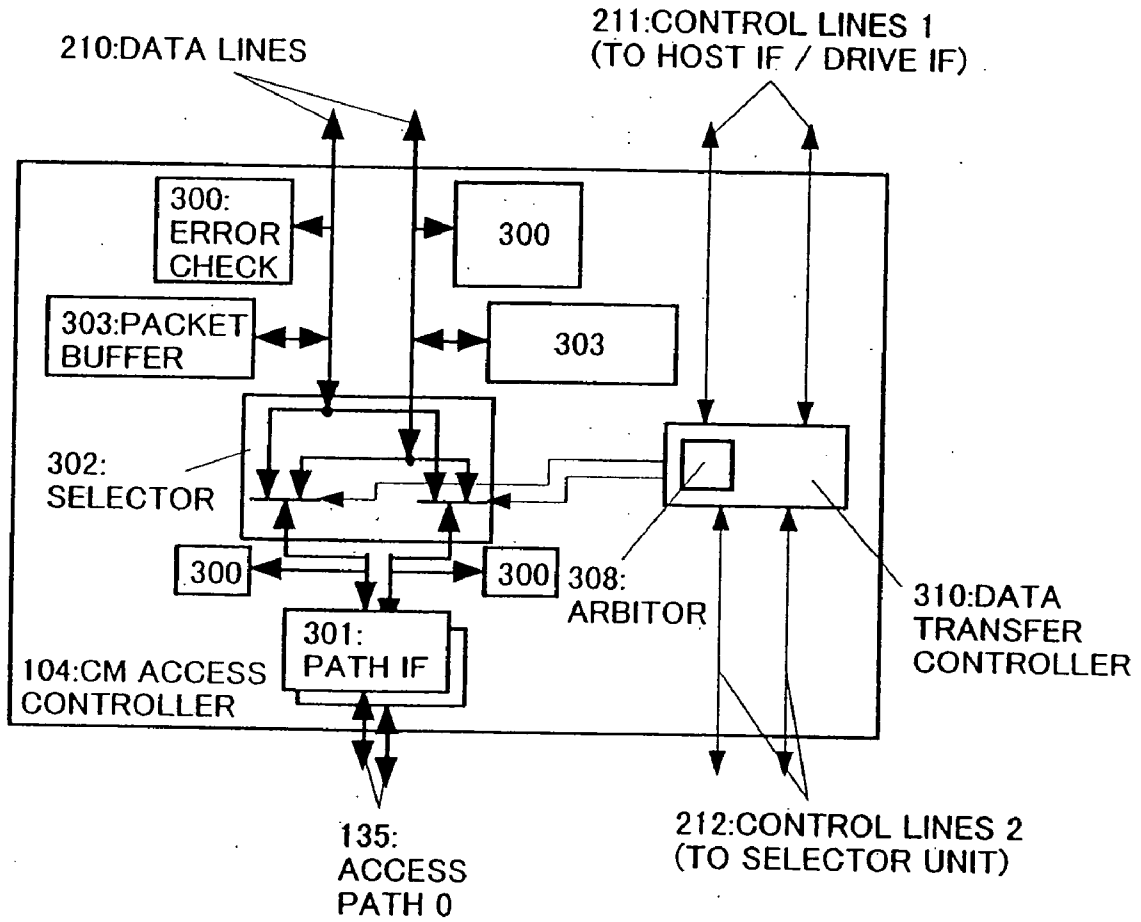 210:DATA LINES
211:CONTROL LINES 1
(TO HOST IF / DRIVE IF)
300:
ERROR
CHECK
300
303:PACKET
BUFFER
303
302:
SELECTOR
300
300
308:
ARBITOR
310:DATA
TRANSFER
CONTROLLER
301:
PATH IF
104:CM ACCESS
CONTROLLER
135:
ACCESS
PATH 0
212:CONTROL LINES 2
(TO SELECTOR UNIT)